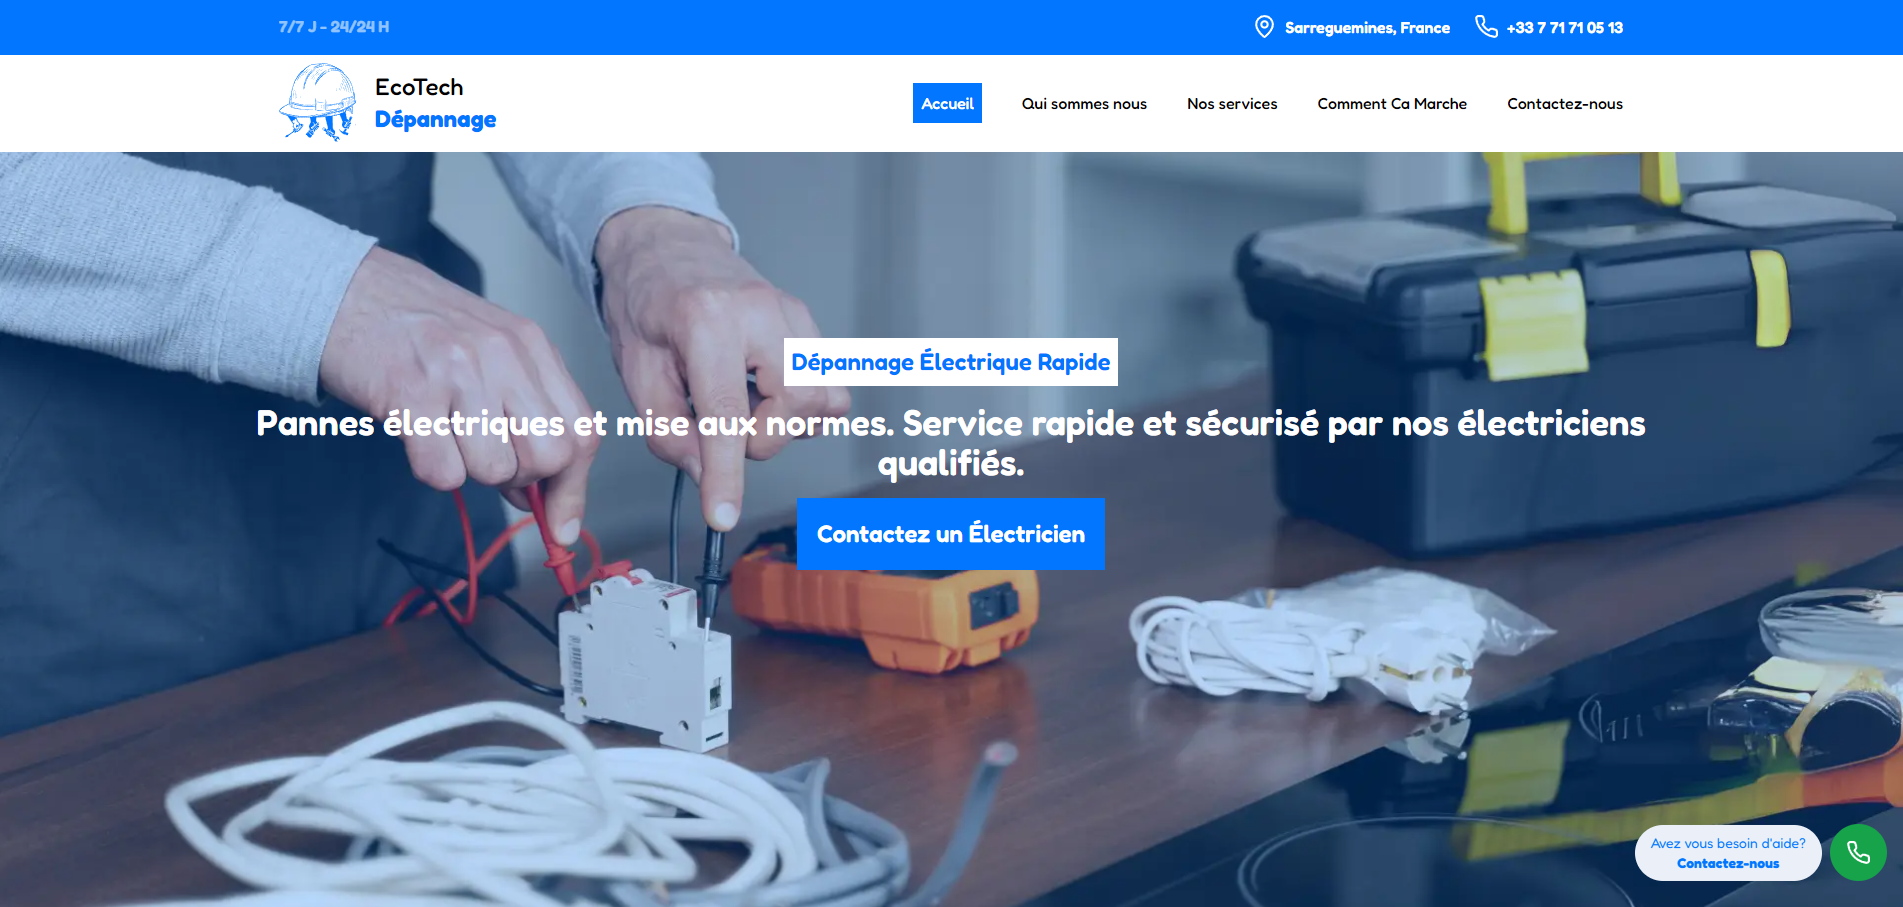 7/7 J - 24/24 H
Sarreguemines, France
+33 7 71 71 05 13
EcoTech
Dépannage
Accueil
Qui sommes nous
Nos services
Comment Ca Marche
Contactez-nous
Dépannage Électrique Rapide
Pannes électriques et mise aux normes. Service rapide et sécurisé par nos électriciens
qualifiés.
Contactez un Électricien
Avez vous besoin d'aide?
Contactez-nous